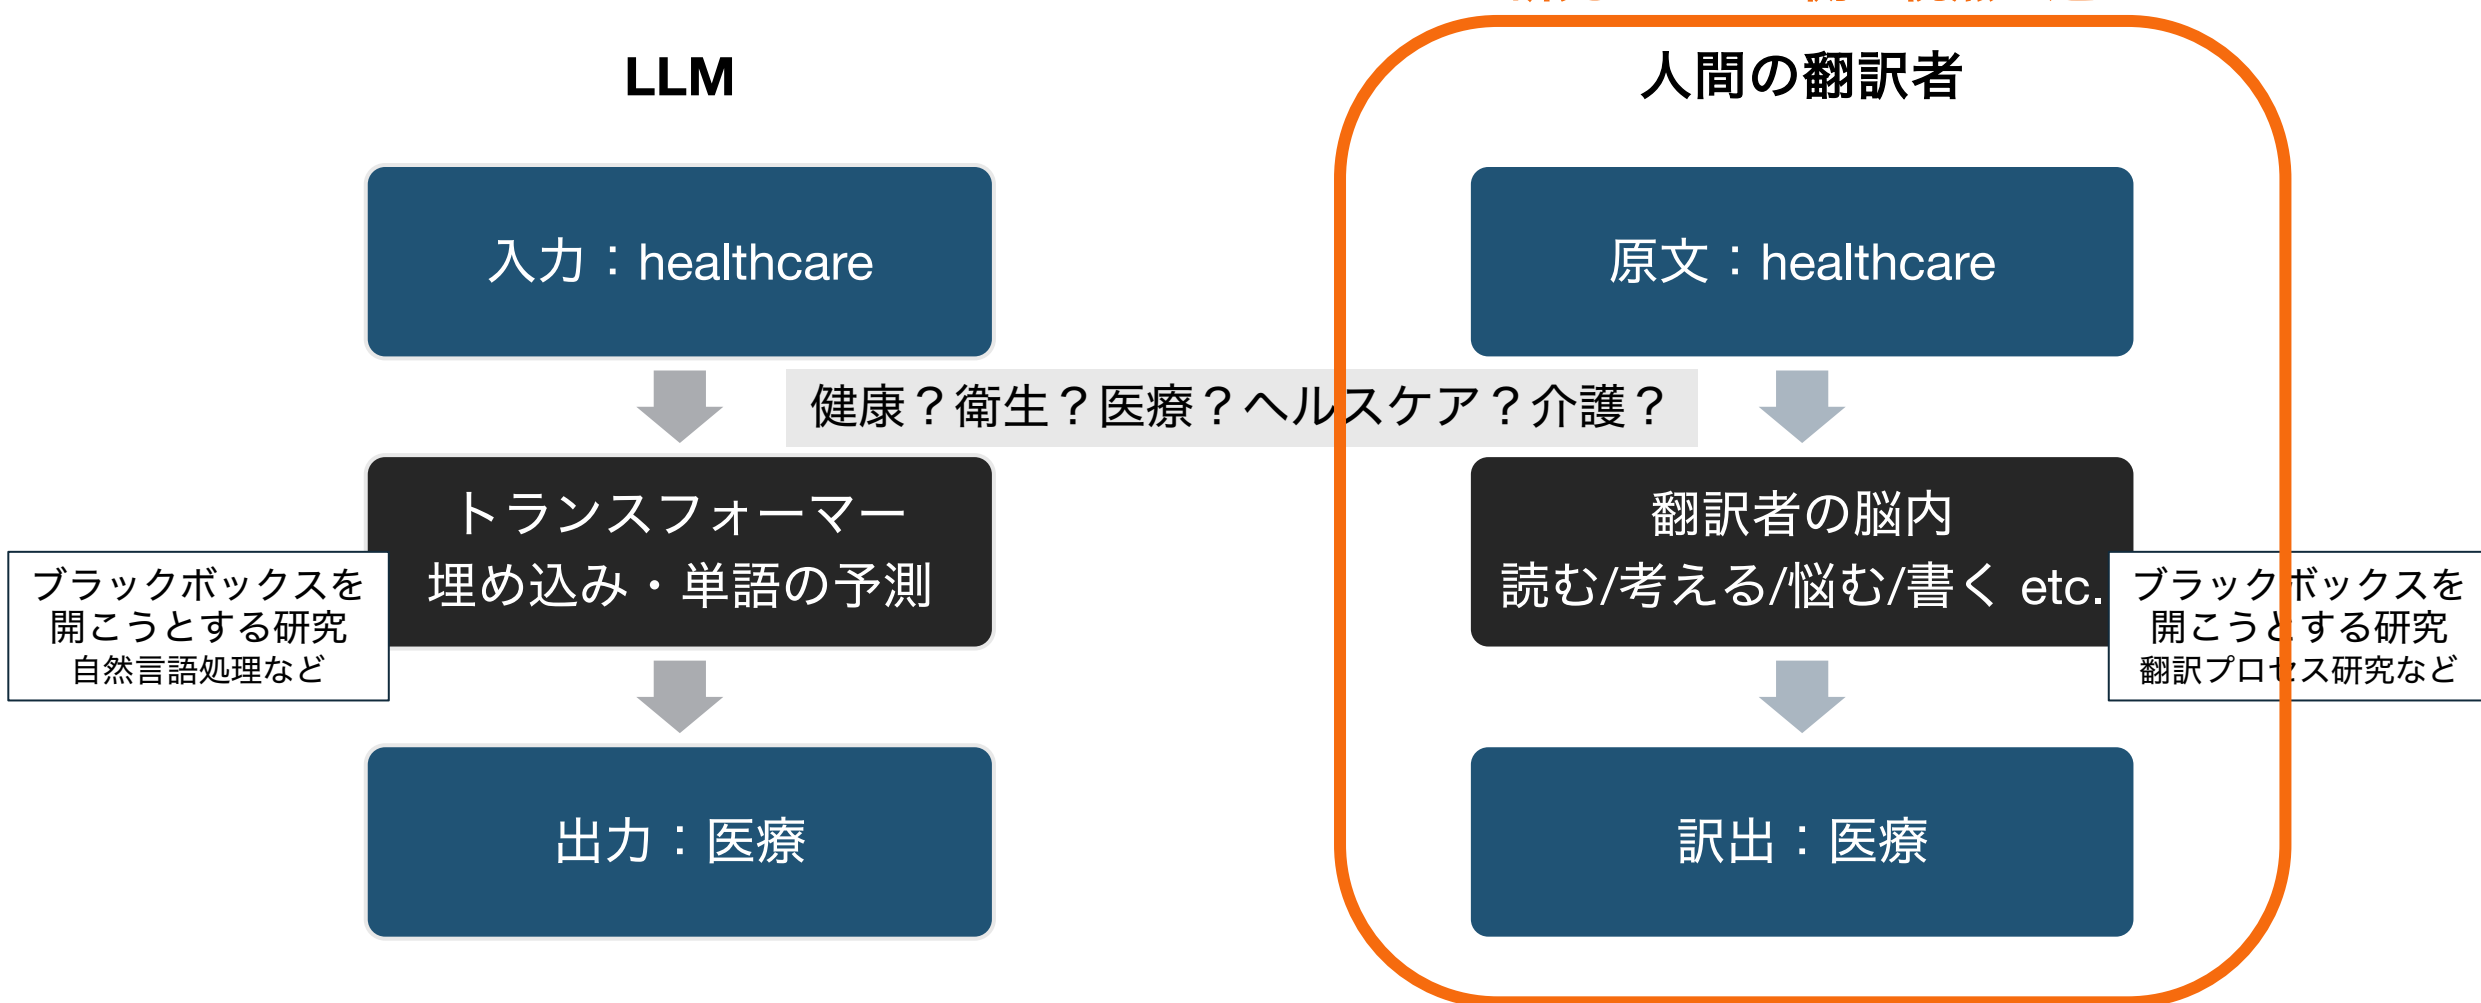 LLM
入力：healthcare
トランスフォーマー
埋め込み・単語の予測
ブラックボックスを
開こうとする研究
自然言語処理など
出力：医療
健康？衛生？医療？ヘルスケア？介護？
人間の翻訳者
原文：healthcare
翻訳者の脳内
読む/考える/悩む/書く etc.
ブラックボックスを
開こうとする研究
翻訳プロセス研究など
訳出：医療